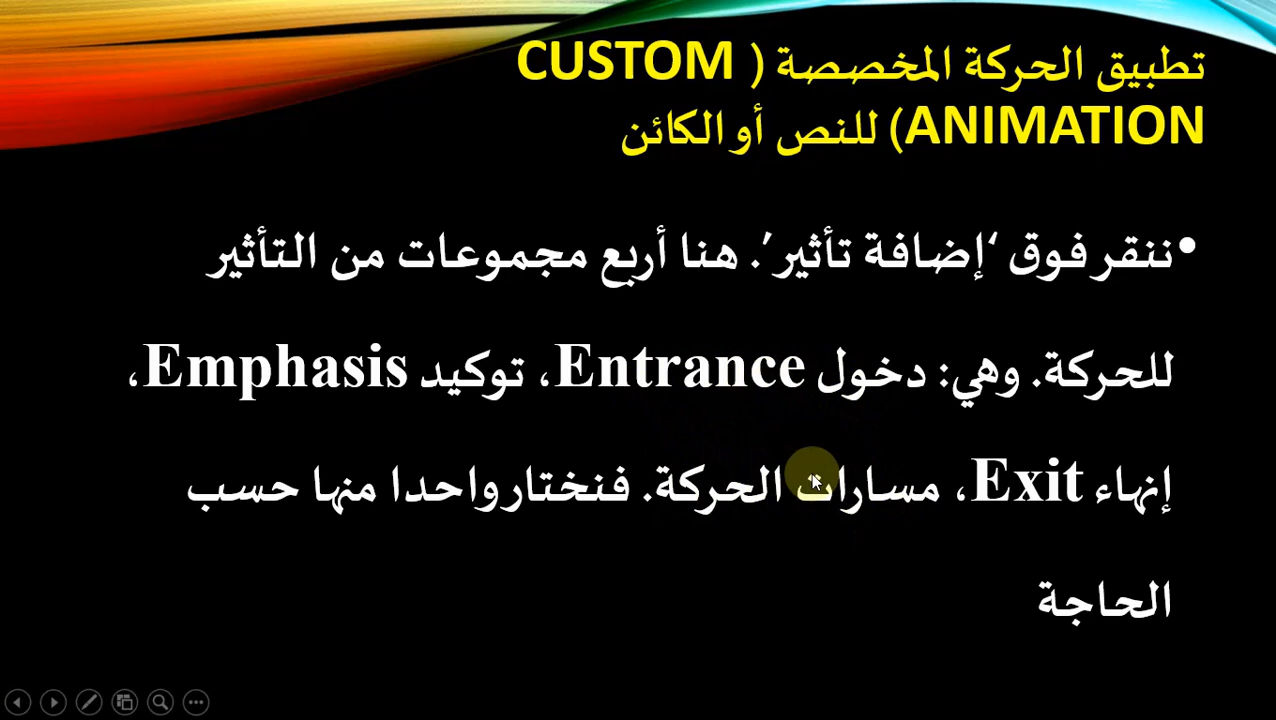 تطبيق الحركة المخصصة ( CUSTOM
ANIMATION) للنص أو الكائن
•ننقر فوق ‘إضافة تأثير’. هنا أربع مجموعات من التأثير
للحركة. وهي: دخول Entrance، توكيد Emphasis،
إنهاء Exit، مسارات الحركة. فنختار واحدا منها حسب
الحاجة